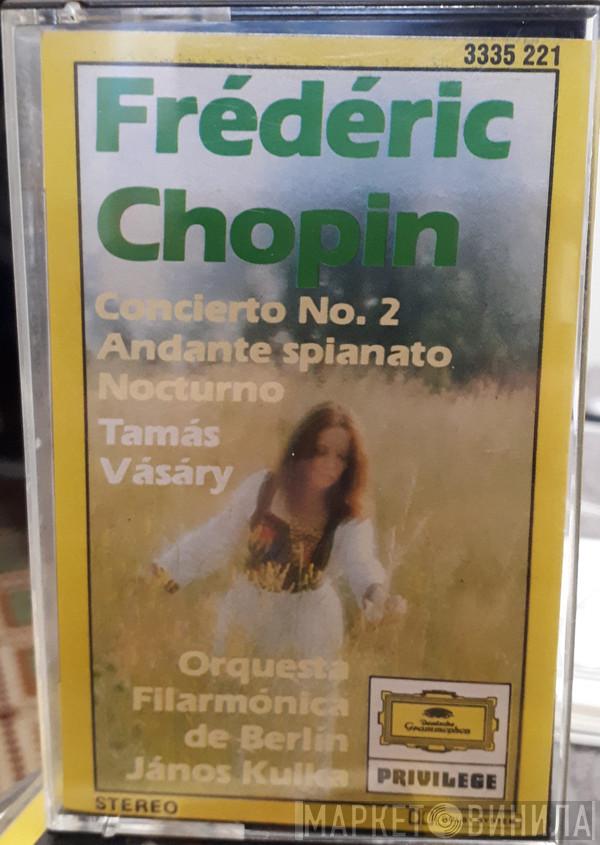 3335 221
Frédéric
Chopin
Concierto No. 2
Andante spianato
Nocturno
Tamás
Vásáry
Orquesta
Filarmónica
de Berlín
János Kulka
Deutsche
Grammophon
PRIVILEGE
STEREO
МАРКЕТ ВИНИЛА